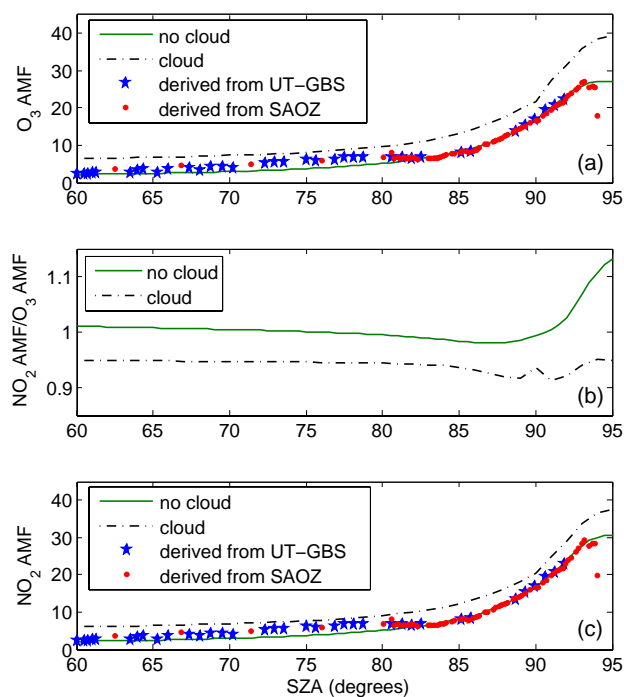 O3 AMF
40
30
20
10
0
no cloud
cloud
derived from UT−GBS
derived from SAOZ
(a)
60 65 70 75 80 85 90 95
NO2 AMF/O3 AMF
1.1
1
0.9
no cloud
cloud
(b)
60 65 70 75 80 85 90 95
NO2 AMF
40
30
20
10
0
no cloud
cloud
derived from UT−GBS
derived from SAOZ
(c)
60 65 70 75 80 85 90 95
SZA (degrees)